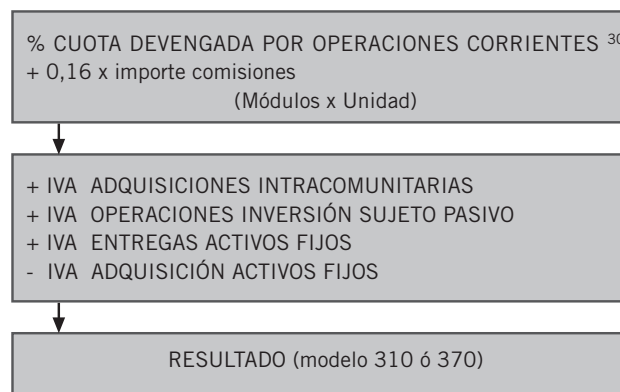 % CUOTA DEVENGADA POR OPERACIONES CORRIENTES 30
+ 0,16 x importe comisiones
(Módulos x Unidad)
+ IVA ADQUISICIONES INTRACOMUNITARIAS
+ IVA OPERACIONES INVERSIÓN SUJETO PASIVO
+ IVA ENTREGAS ACTIVOS FIJOS
- IVA ADQUISICIÓN ACTIVOS FIJOS
RESULTADO (modelo 310 ó 370)